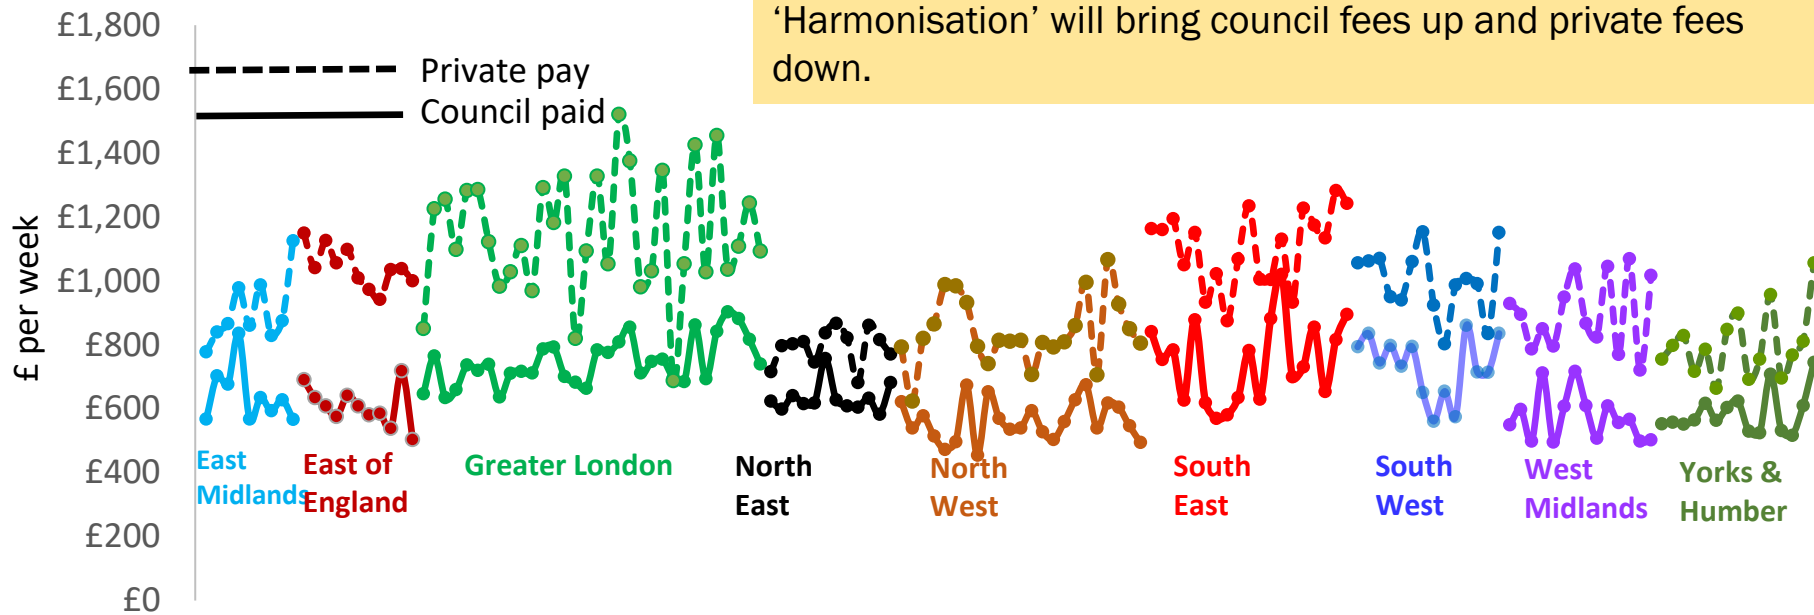 ‘Harmonisation’ will bring council fees up and private fees
down.
£1,800
£1,600
£1,400
£1,200
£1,000
£800
£600
£400
£200
£0
£ per week
Private pay
Council paid
East
Midlands
East of
England
Greater London
North
East
North
West
South
East
South
West
West
Midlands
Yorks &
Humber